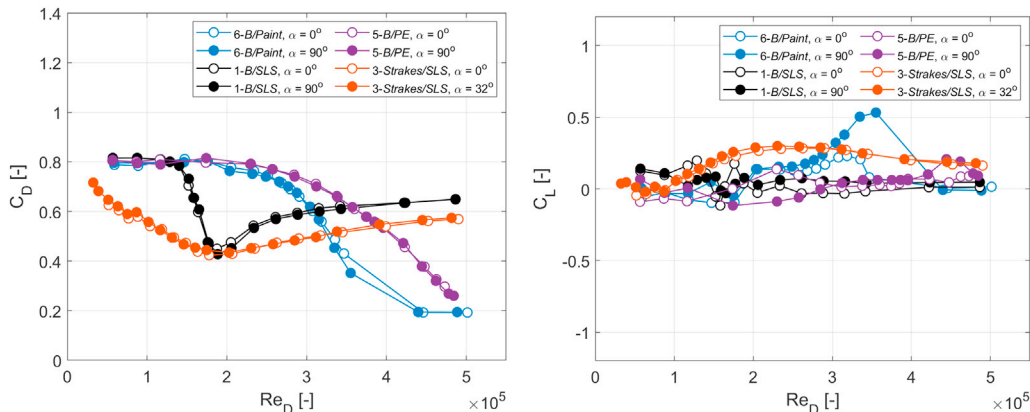 1.4
1.2
1
0.8
0.6
0.4
0.2
0
C_D [-]
6-B/Paint, α = 0°
6-B/Paint, α = 90°
1-B/SLS, α = 0°
1-B/SLS, α = 90°
5-B/PE, α = 0°
5-B/PE, α = 90°
3-Strakes/SLS, α = 0°
3-Strakes/SLS, α = 32°
0 1 2 3 4 5
Re_D [-]
×10^5
1
0.5
0
-0.5
-1
C_L [-]
6-B/Paint, α = 0°
6-B/Paint, α = 90°
1-B/SLS, α = 0°
1-B/SLS, α = 90°
5-B/PE, α = 0°
5-B/PE, α = 90°
3-Strakes/SLS, α = 0°
3-Strakes/SLS, α = 32°
0 1 2 3 4 5
Re_D [-]
×10^5